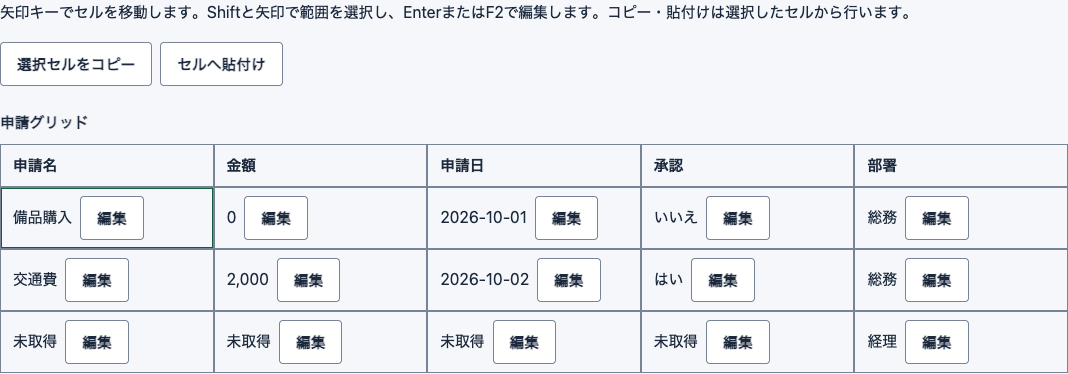 矢印キーでセルを移動します。Shiftと矢印で範囲を選択し、EnterまたはF2で編集します。コピー・貼付けは選択したセルから行います。
選択セルをコピー セルへ貼付け
申請グリッド
申請名 金額 申請日 承認 部署
備品購入 編集 0 編集 2026-10-01 編集 いいえ 編集 総務 編集
交通費 編集 2,000 編集 2026-10-02 編集 はい 編集 総務 編集
未取得 編集 未取得 編集 未取得 編集 未取得 編集 経理 編集